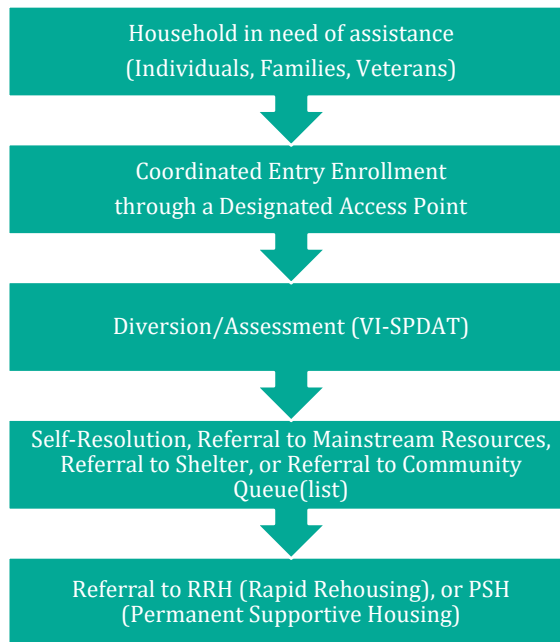 Household in need of assistance
(Individuals, Families, Veterans)
Coordinated Entry Enrollment
through a Designated Access Point
Diversion/Assessment (VI-SPDAT)
Self-Resolution, Referral to Mainstream Resources,
Referral to Shelter, or Referral to Community
Queue(list)
Referral to RRH (Rapid Rehousing), or PSH
(Permanent Supportive Housing)